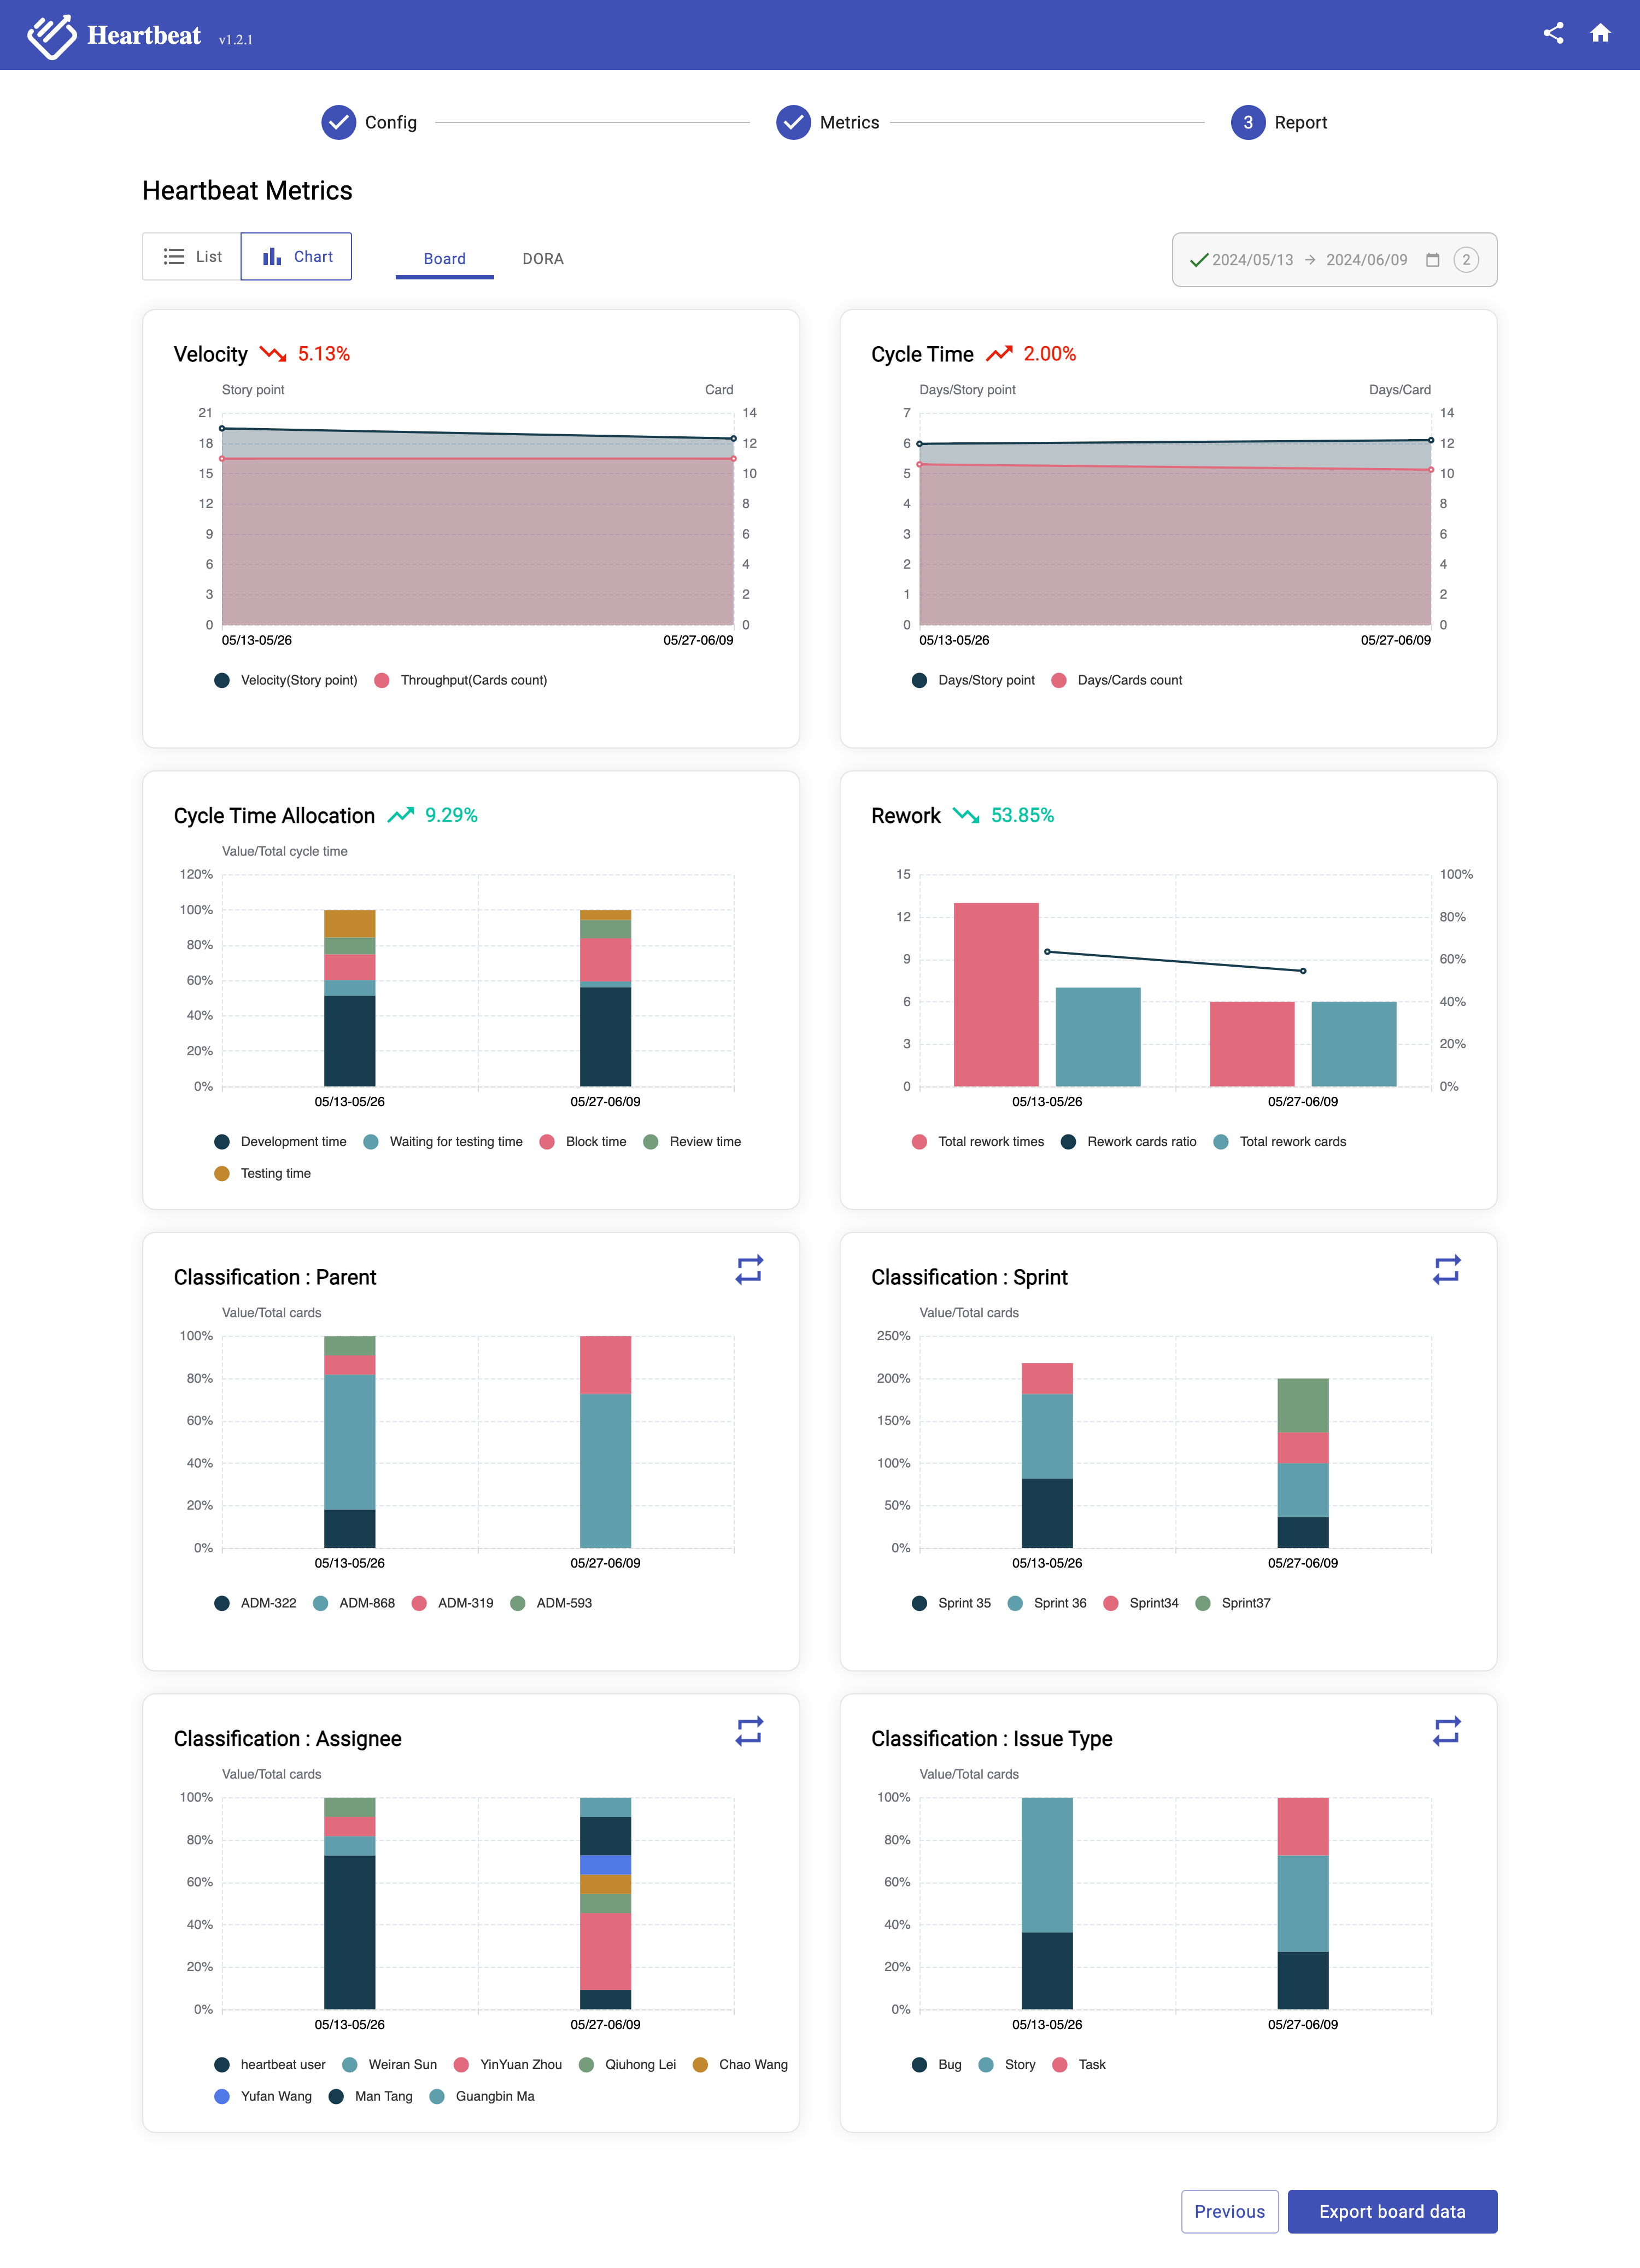 Heartbeat v1.2.1
Config Metrics 3 Report
Heartbeat Metrics
List Chart Board DORA 2024/05/13 → 2024/06/09 2
Velocity 5.13%
Story point Card
21 14
18 12
15 10
12 8
9 6
6 4
3 2
0 0
05/13-05/26 05/27-06/09
Velocity(Story point) Throughput(Cards count)
Cycle Time 2.00%
Days/Story point Days/Card
7 14
6 12
5 10
4 8
3 6
2 4
1 2
0 0
05/13-05/26 05/27-06/09
Days/Story point Days/Cards count
Cycle Time Allocation 9.29%
Value/Total cycle time
120%
100%
80%
60%
40%
20%
0%
05/13-05/26 05/27-06/09
Development time Waiting for testing time Block time Review time
Testing time
Rework 53.85%
15 100%
12 80%
9 60%
6 40%
3 20%
0 0%
05/13-05/26 05/27-06/09
Total rework times Rework cards ratio Total rework cards
Classification : Parent
Value/Total cards
100%
80%
60%
40%
20%
0%
05/13-05/26 05/27-06/09
ADM-322 ADM-868 ADM-319 ADM-593
Classification : Sprint
Value/Total cards
250%
200%
150%
100%
50%
0%
05/13-05/26 05/27-06/09
Sprint 35 Sprint 36 Sprint34 Sprint37
Classification : Assignee
Value/Total cards
100%
80%
60%
40%
20%
0%
05/13-05/26 05/27-06/09
heartbeat user Weiran Sun YinYuan Zhou Qiuhong Lei Chao Wang
Yufan Wang Man Tang Guangbin Ma
Classification : Issue Type
Value/Total cards
100%
80%
60%
40%
20%
0%
05/13-05/26 05/27-06/09
Bug Story Task
Previous Export board data